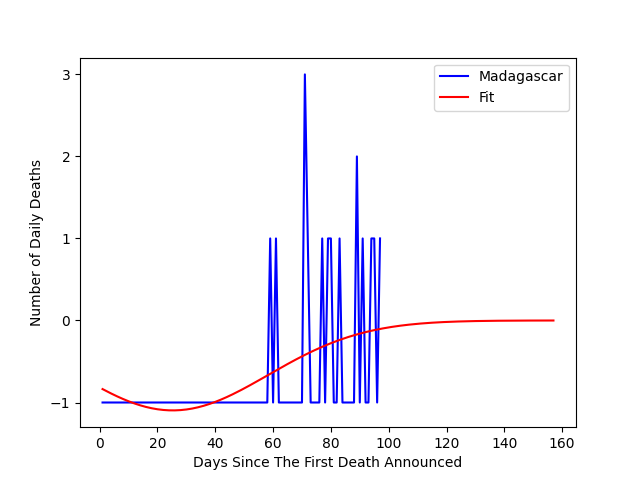 Madagascar
Fit
Number of Daily Deaths
3
2
1
0
−1
0 20 40 60 80 100 120 140 160
Days Since The First Death Announced